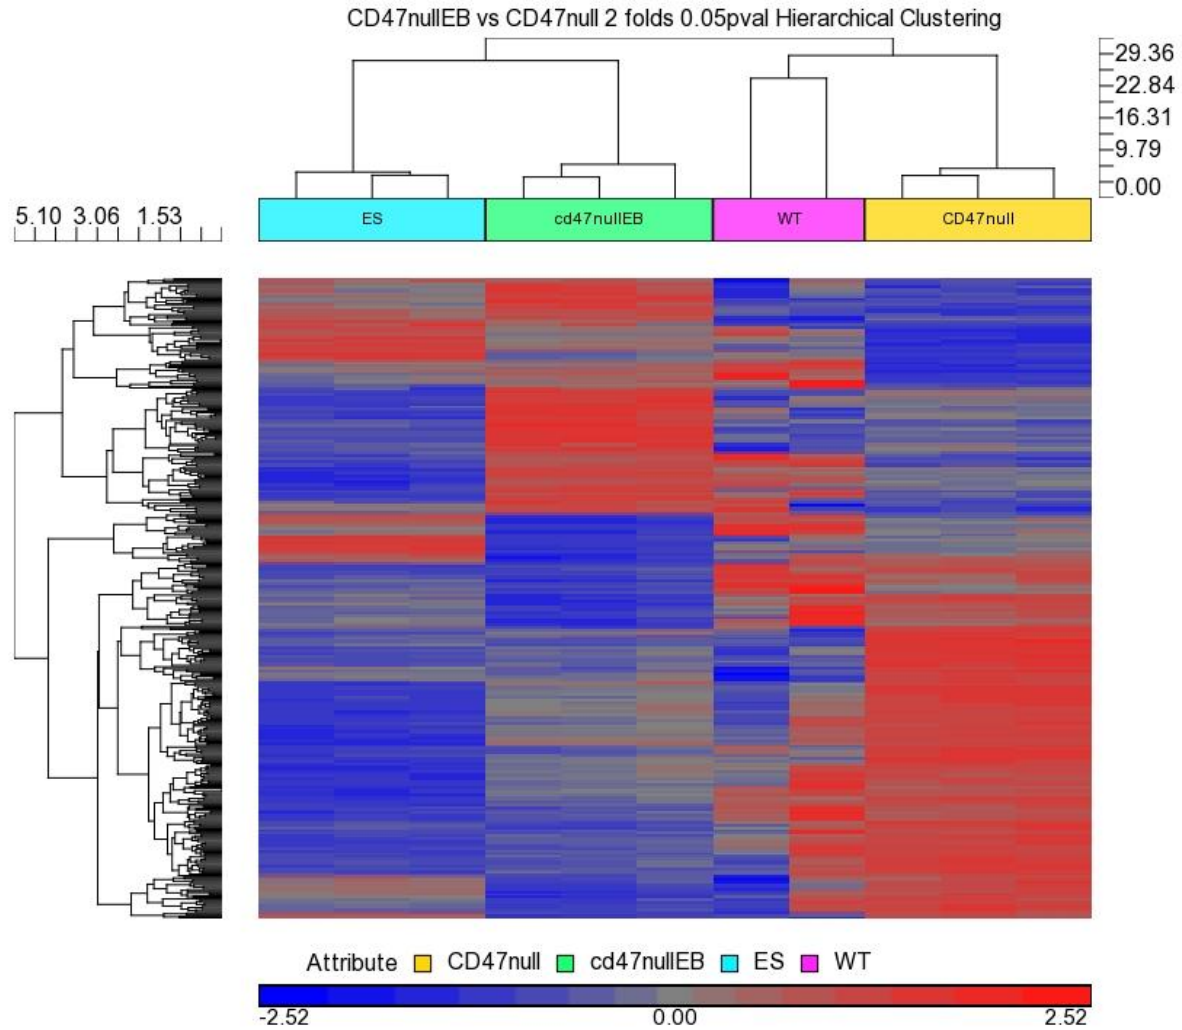 CD47nullEB vs CD47null 2 folds 0.05pval Hierarchical Clustering
29.36
22.84
16.31
9.79
0.00
5.10 3.06 1.53
ES cd47nullEB WT CD47null
Attribute CD47null cd47nullEB ES WT
-2.52 0.00 2.52